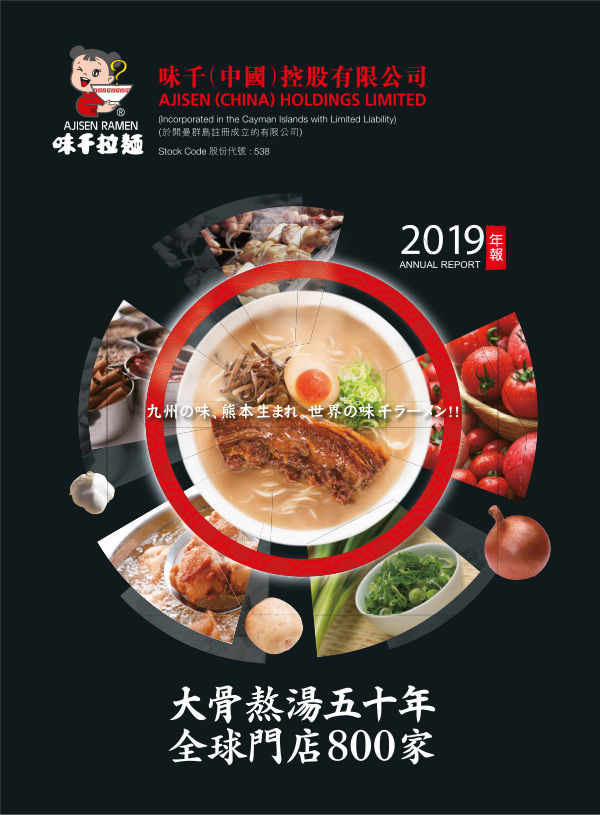 味千(中國)控股有限公司
AJISEN (CHINA) HOLDINGS LIMITED
(Incorporated in the Cayman Islands with Limited Liability)
(於開曼群島註冊成立的有限公司)
Stock Code 股份代號 : 538
®
AJISEN RAMEN
味千拉麵
2019 年報
ANNUAL REPORT
九州の味、熊本生まれ、世界の味千ラーメン!!
大骨熬湯五十年
全球門店800家